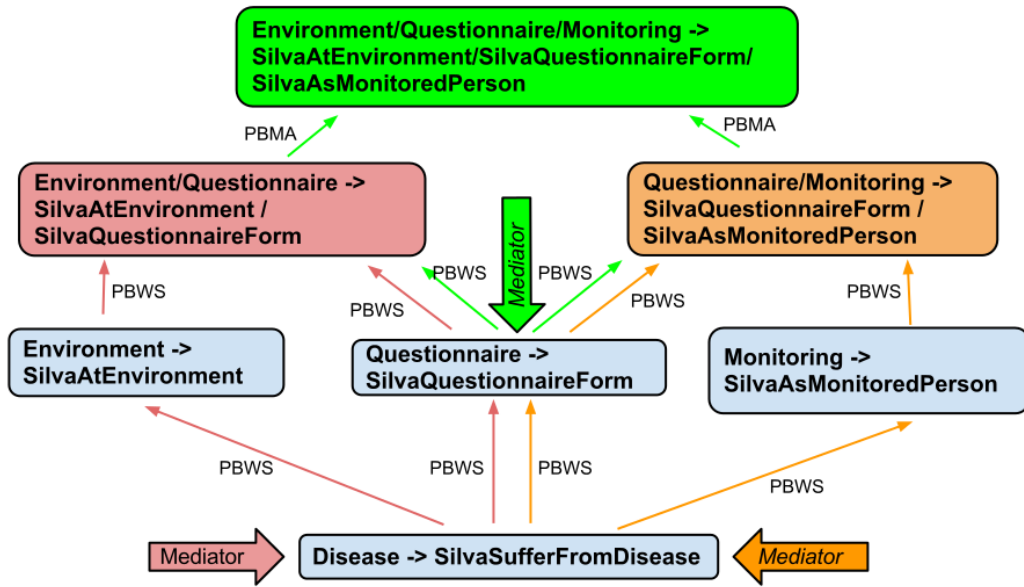 Environment/Questionnaire/Monitoring ->
SilvaAtEnvironment/SilvaQuestionnaireForm/
SilvaAsMonitoredPerson
PBMA
PBMA
Environment/Questionnaire ->
SilvaAtEnvironment /
SilvaQuestionnaireForm
Mediator
Questionnaire/Monitoring ->
SilvaQuestionnaireForm /
SilvaAsMonitoredPerson
PBWS
PBWS
PBWS
PBWS
PBWS
PBWS
Environment ->
SilvaAtEnvironment
Questionnaire ->
SilvaQuestionnaireForm
Monitoring ->
SilvaAsMonitoredPerson
PBWS
PBWS
PBWS
PBWS
Mediator
Disease -> SilvaSufferFromDisease
Mediator